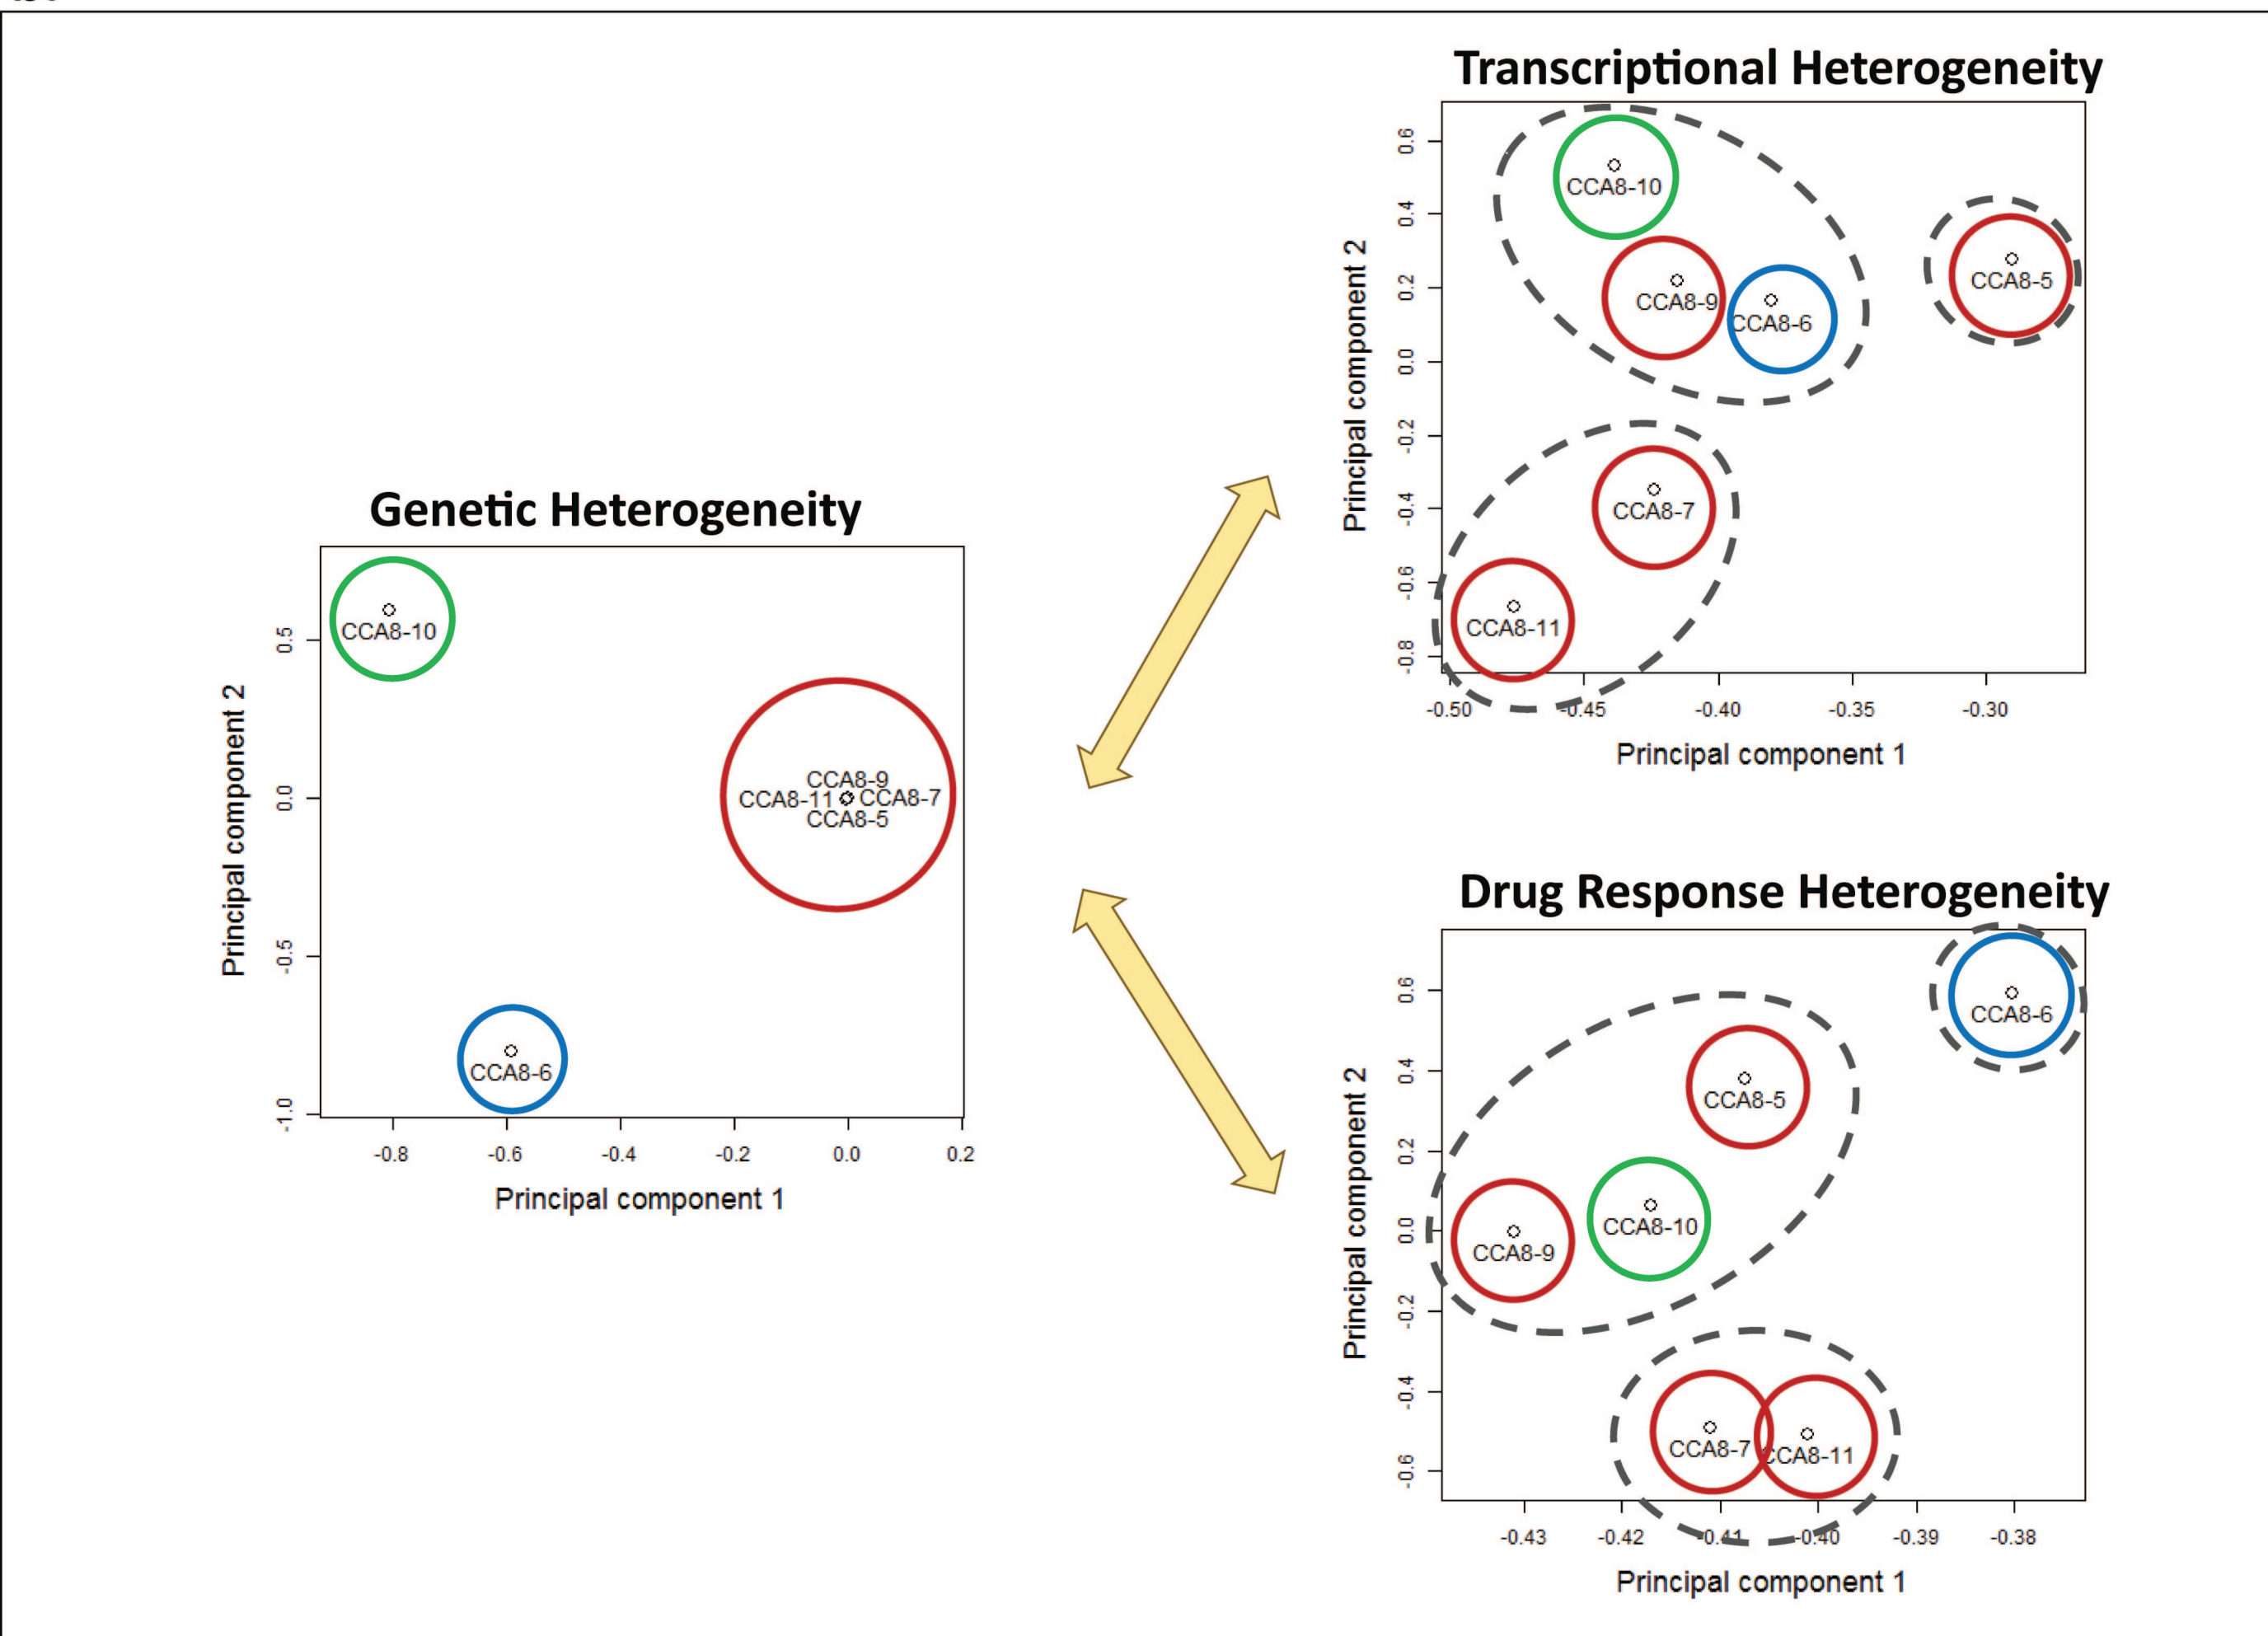 Genetic Heterogeneity
Principal component 2
0.5
0.0
-0.5
-1.0
CCA8-10
CCA8-9
CCA8-11 CCA8-7
CCA8-5
CCA8-6
-0.8 -0.6 -0.4 -0.2 0.0 0.2
Principal component 1
Transcriptional Heterogeneity
Principal component 2
0.6
0.4
0.2
0.0
-0.2
-0.4
-0.6
-0.8
CCA8-10
CCA8-5
CCA8-9
CCA8-6
CCA8-7
CCA8-11
-0.50 -0.45 -0.40 -0.35 -0.30
Principal component 1
Drug Response Heterogeneity
Principal component 2
0.6
0.4
0.2
0.0
-0.2
-0.4
-0.6
CCA8-6
CCA8-5
CCA8-10
CCA8-9
CCA8-7
CCA8-11
-0.43 -0.42 -0.41 -0.40 -0.39 -0.38
Principal component 1